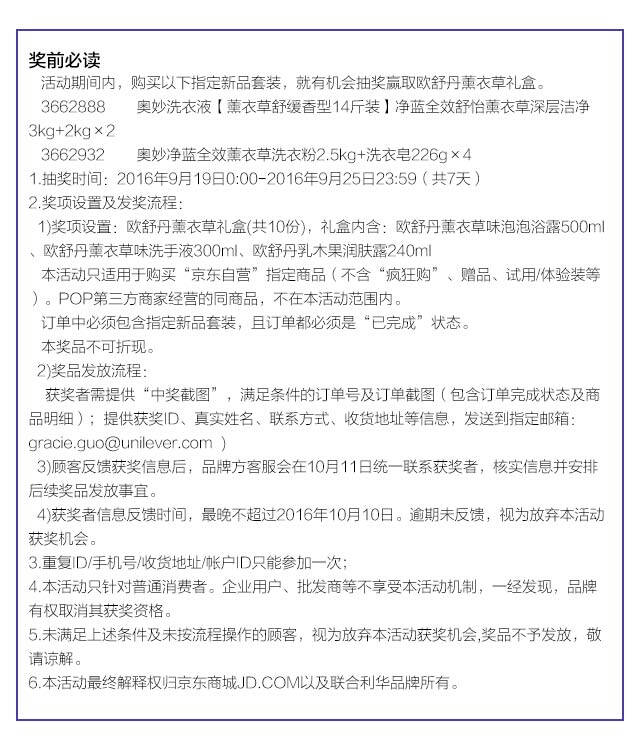 奖前必读
活动期间内，购买以下指定新品套装，就有机会抽奖赢取欧舒丹薰衣草礼盒。
3662888 奥妙洗衣液【薰衣草舒缓香型14斤装】净蓝全效舒怡薰衣草深层洁净
3kg+2kg×2
3662932 奥妙净蓝全效薰衣草洗衣粉2.5kg+洗衣皂226g×4
1.抽奖时间：2016年9月19日0:00-2016年9月25日23:59（共7天）
2.奖项设置及发奖流程：
1)奖项设置：欧舒丹薰衣草礼盒(共10份)，礼盒内含：欧舒丹薰衣草味泡泡浴露500ml
、欧舒丹薰衣草味洗手液300ml、欧舒丹乳木果润肤露240ml
本活动只适用于购买“京东自营”指定商品（不含“疯狂购”、赠品、试用/体验装等
）。POP第三方商家经营的同商品，不在本活动范围内。
订单中必须包含指定新品套装，且订单都必须是“已完成”状态。
本奖品不可折现。
2)奖品发放流程：
获奖者需提供“中奖截图”，满足条件的订单号及订单截图（包含订单完成状态及商
品明细）；提供获奖ID、真实姓名、联系方式、收货地址等信息，发送到指定邮箱：
gracie.guo@unilever.com ）
3)顾客反馈获奖信息后，品牌方客服会在10月11日统一联系获奖者，核实信息并安排
后续奖品发放事宜。
4)获奖者信息反馈时间，最晚不超过2016年10月10日。逾期未反馈，视为放弃本活动
获奖机会。
3.重复ID/手机号/收货地址/帐户ID只能参加一次；
4.本活动只针对普通消费者。企业用户、批发商等不享受本活动机制，一经发现，品牌
有权取消其获奖资格。
5.未满足上述条件及未按流程操作的顾客，视为放弃本活动获奖机会,奖品不予发放，敬
请谅解。
6.本活动最终解释权归京东商城JD.COM以及联合利华品牌所有。